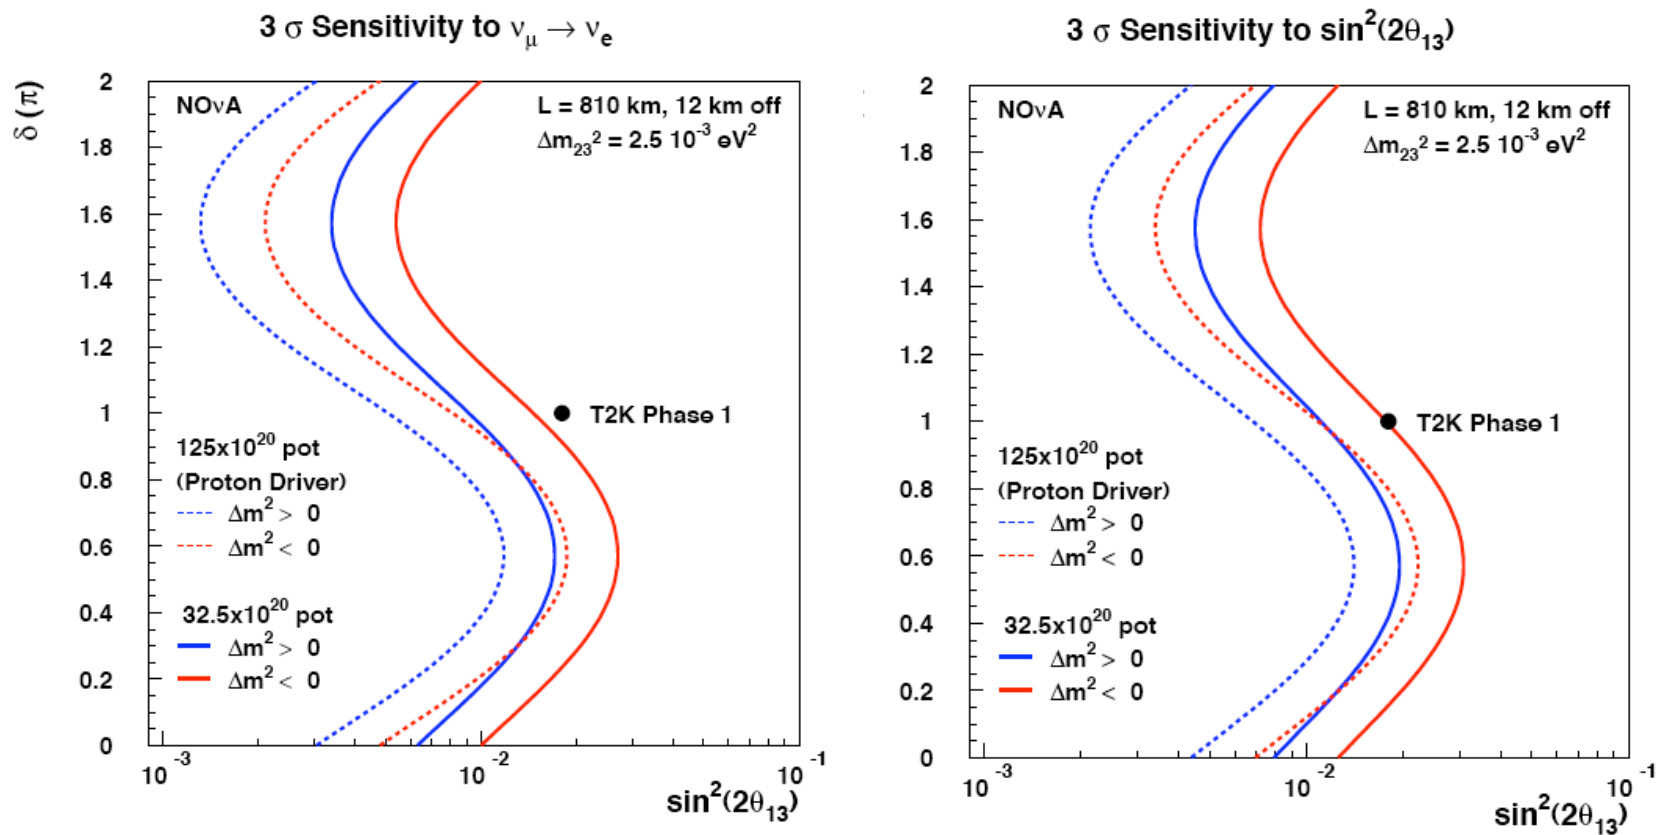 3 σ Sensitivity to ν_μ → ν_e
δ (π)
2
1.8
1.6
1.4
1.2
1
0.8
0.6
0.4
0.2
0
NOνA
L = 810 km, 12 km off
Δm₂₃² = 2.5 10⁻³ eV²
T2K Phase 1
125x10²⁰ pot
(Proton Driver)
Δm² > 0
Δm² < 0
32.5x10²⁰ pot
Δm² > 0
Δm² < 0
10⁻³
10⁻²
10⁻¹
sin²(2θ₁₃)
3 σ Sensitivity to sin²(2θ₁₃)
2
1.8
1.6
1.4
1.2
1
0.8
0.6
0.4
0.2
0
NOνA
L = 810 km, 12 km off
Δm₂₃² = 2.5 10⁻³ eV²
T2K Phase 1
125x10²⁰ pot
(Proton Driver)
Δm² > 0
Δm² < 0
32.5x10²⁰ pot
Δm² > 0
Δm² < 0
10⁻³
10⁻²
10⁻¹
sin²(2θ₁₃)